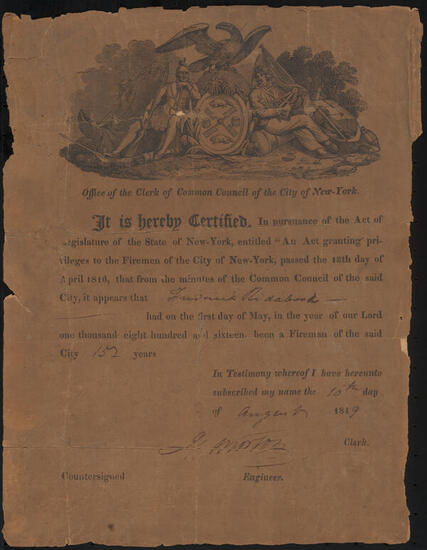 Office of the Clerk of Common Council of the City of New-York.
It is hereby Certified. In pursuance of the Act of
Legislature of the State of New-York, entitled "An Act granting pri-
vileges to the Firemen of the City of New-York, passed the 12th day of
April 1816, that from the minutes of the Common Council of the said
City, it appears that
had on the first day of May, in the year of our Lord
one thousand eight hundred and sixteen been a Fireman of the said
City years
In Testimony whereof I have hereunto
subscribed my name the 10th day
of August 1819
J. Morton Clerk.
Countersigned Engineer.